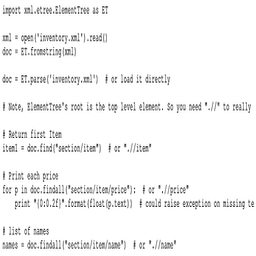 import xml.etree.ElementTree as ET
xml = open('inventory.xml').read()
doc = ET.fromstring(xml)
doc = ET.parse('inventory.xml')  # or load it directly
# Note, ElementTree's root is the top level element. So you need ".//" to really
# Return first Item
item1 = doc.find("section/item")  # or ".//item"
# Print each price
for p in doc.findall("section/item/price"):  # or ".//price"
    print "{0:0.2f}".format(float(p.text))  # could raise exception on missing te
# list of names
names = doc.findall("section/item/name")  # or ".//name"